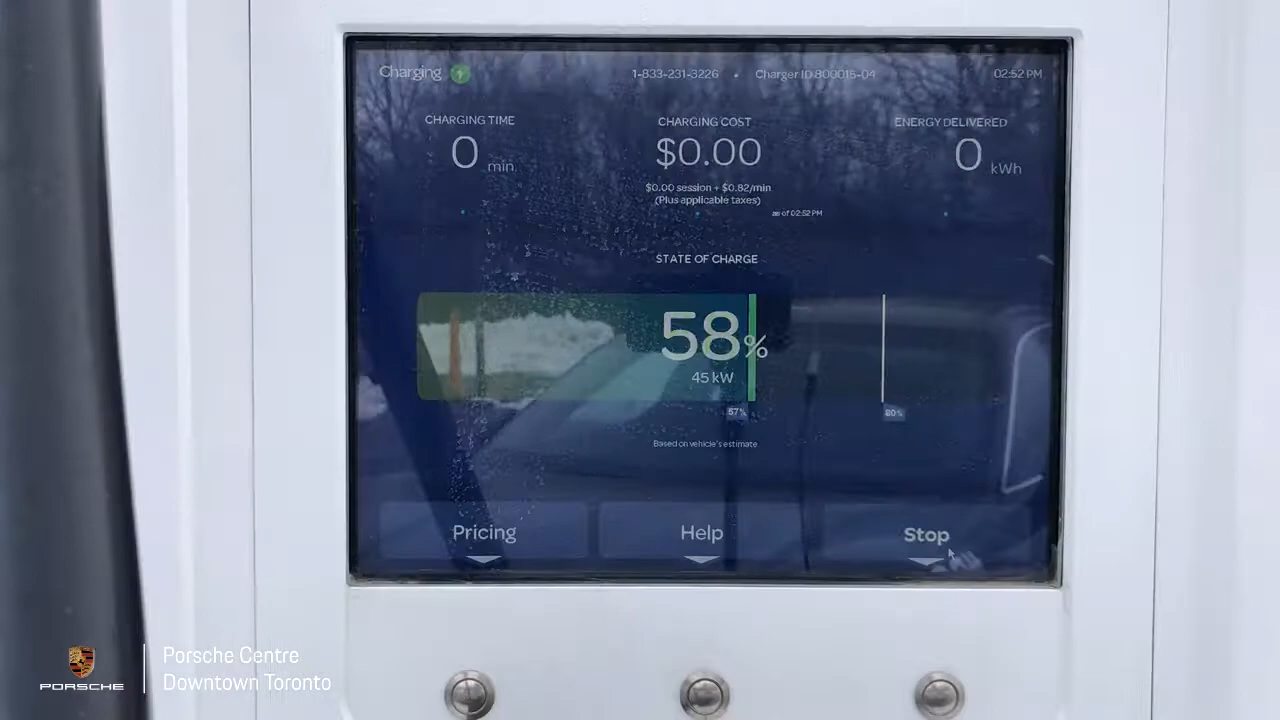 Charging
1-833-231-3226 • Charger ID 800015-04
02:52 PM
CHARGING TIME
0 min
CHARGING COST
$0.00
$0.00 session + $0.82/min
(Plus applicable taxes)
as of 02:52 PM
ENERGY DELIVERED
0 kWh
STATE OF CHARGE
58%
45 kW
57%
80%
Based on vehicle's estimate
Pricing
Help
Stop
PORSCHE
Porsche Centre
Downtown Toronto